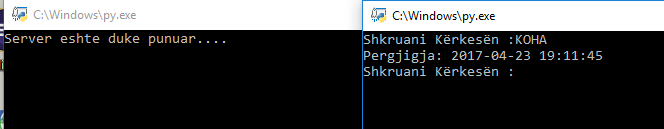 C:\Windows\py.exe
Server eshte duke punuar....
C:\Windows\py.exe
Shkruani Kërkesën :KOHA
Pergjigja: 2017-04-23 19:11:45
Shkruani Kërkesën :